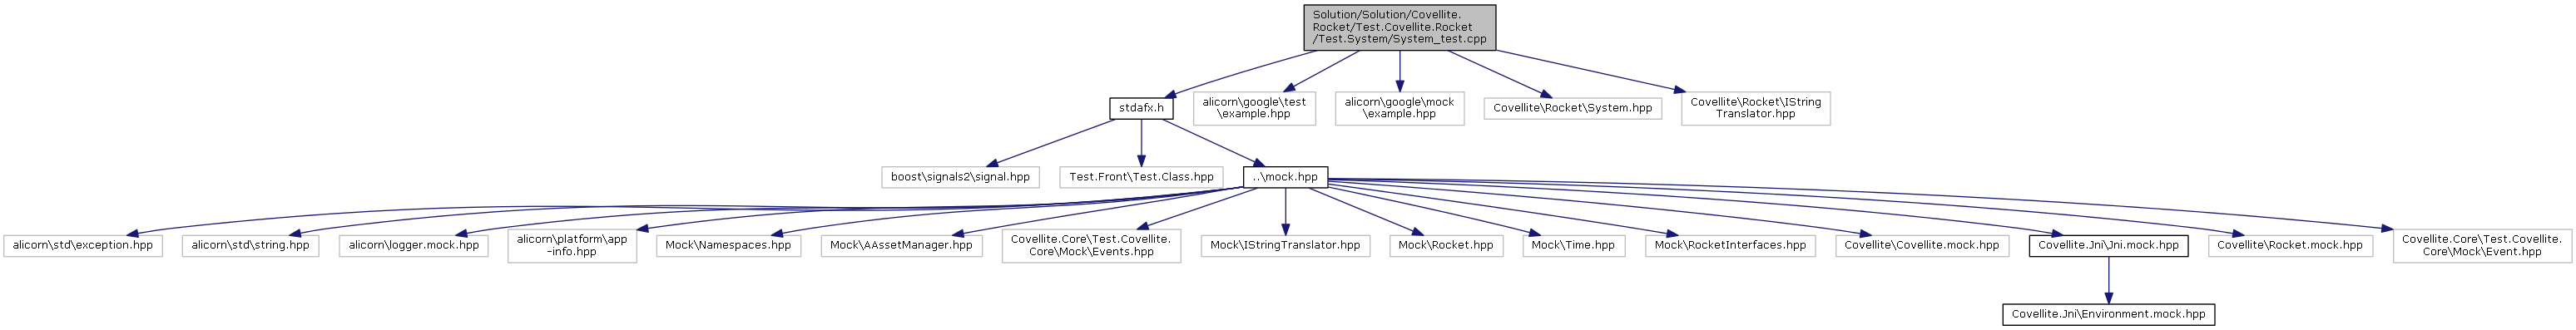 Solution/Solution/Covellite.
Rocket/Test.Covellite.Rocket
/Test.System/System_test.cpp
stdafx.h
alicorn\google\test
\example.hpp
alicorn\google\mock
\example.hpp
Covellite\Rocket\System.hpp
Covellite\Rocket\IString
Translator.hpp
boost\signals2\signal.hpp
Test.Front\Test.Class.hpp
..\mock.hpp
alicorn\std\exception.hpp
alicorn\std\string.hpp
alicorn\logger.mock.hpp
alicorn\platform\app
-info.hpp
Mock\Namespaces.hpp
Mock\AAssetManager.hpp
Covellite.Core\Test.Covellite.
Core\Mock\Events.hpp
Mock\IStringTranslator.hpp
Mock\Rocket.hpp
Mock\Time.hpp
Mock\RocketInterfaces.hpp
Covellite\Covellite.mock.hpp
Covellite.Jni\Jni.mock.hpp
Covellite\Rocket.mock.hpp
Covellite.Core\Test.Covellite.
Core\Mock\Event.hpp
Covellite.Jni\Environment.mock.hpp